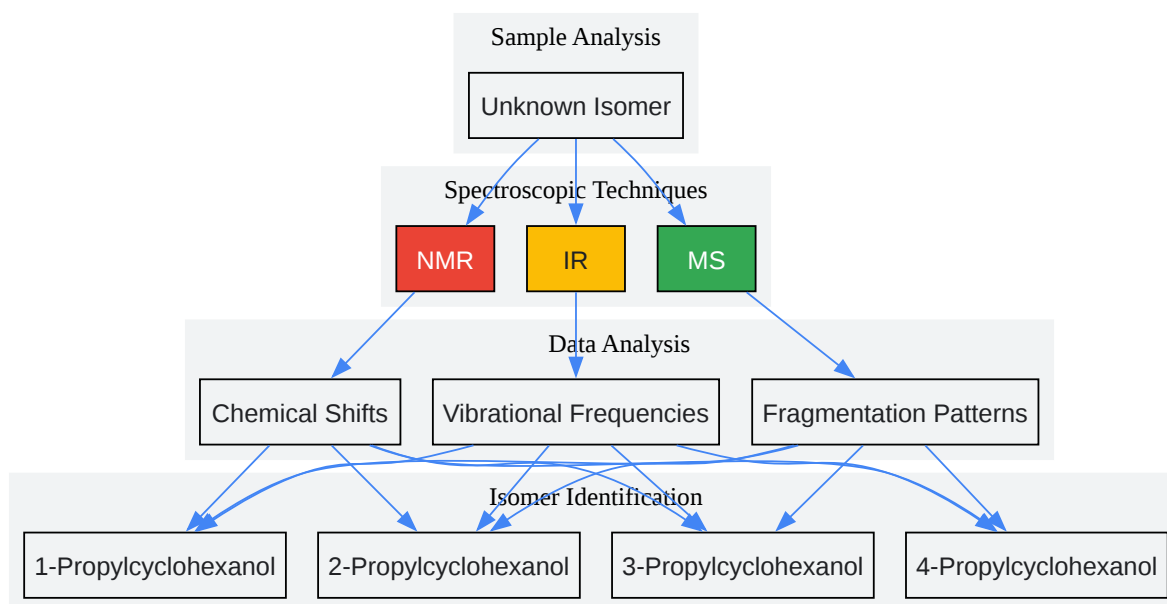 Sample Analysis
Unknown Isomer
Spectroscopic Techniques
NMR
IR
MS
Data Analysis
Chemical Shifts
Vibrational Frequencies
Fragmentation Patterns
Isomer Identification
1-Propylcyclohexanol
2-Propylcyclohexanol
3-Propylcyclohexanol
4-Propylcyclohexanol